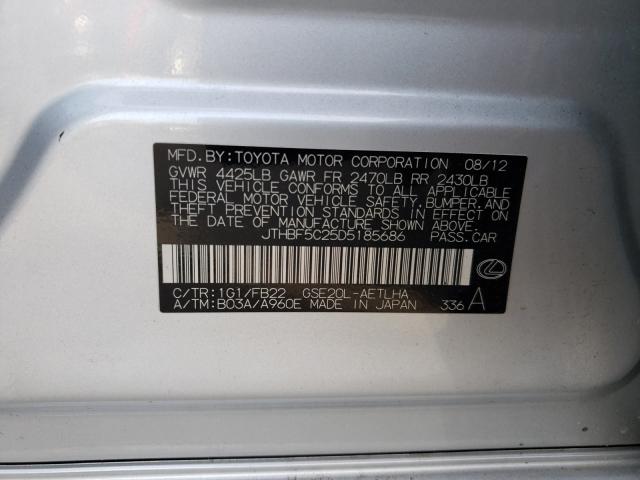 MFD. BY: TOYOTA MOTOR CORPORATION 08/12
GVWR 4425LB GAWR FR 2470LB RR 2430LB
THIS VEHICLE CONFORMS TO ALL APPLICABLE
FEDERAL MOTOR VEHICLE SAFETY, BUMPER, AND
THEFT PREVENTION STANDARDS IN EFFECT ON
THE DATE OF MANUFACTURE SHOWN ABOVE.
JTHBF5C25D5185686 PASS. CAR
C/TR: 1G1/FB22 GSE20L-AETLHA
A/TM: B03A/A960E MADE IN JAPAN 336 A